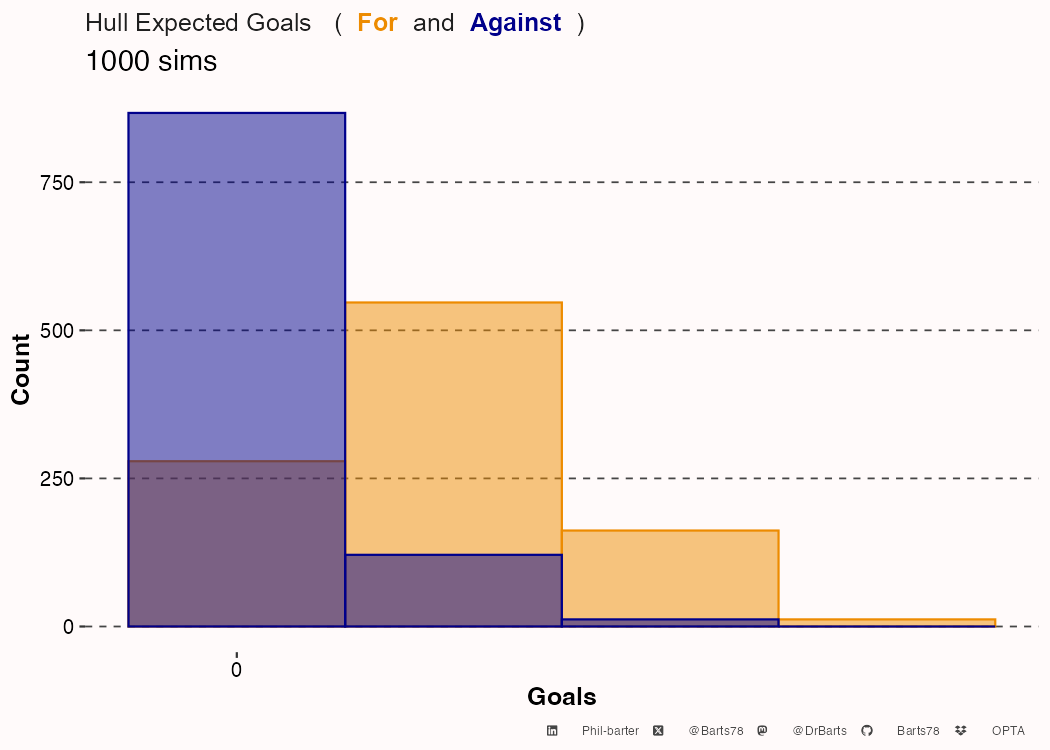 Hull Expected Goals ( For and Against )
1000 sims
750
500
250
0
Count
0
Goals
Phil-barter @Barts78 @DrBarts Barts78 OPTA